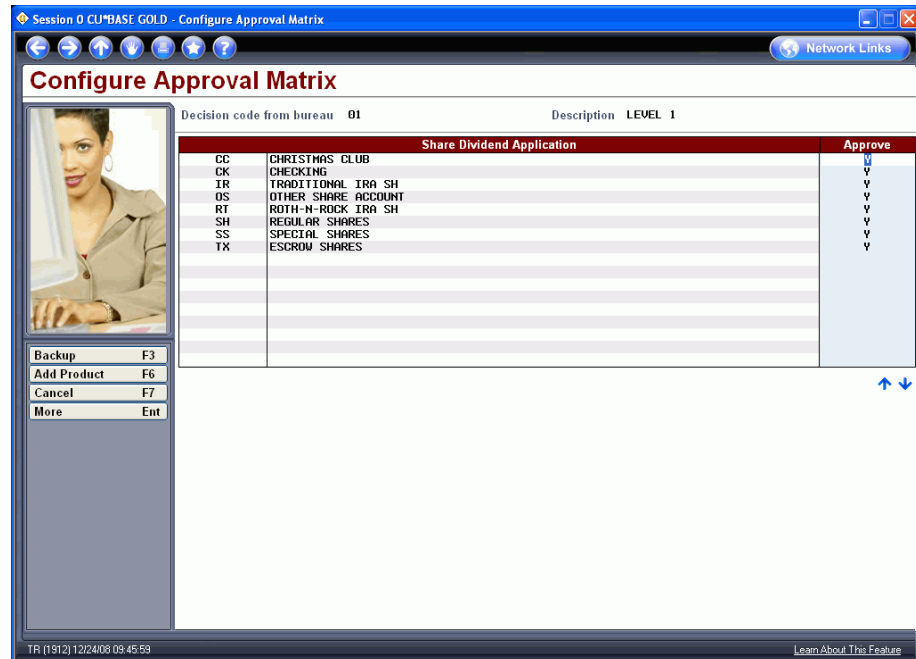 Session 0 CU*BASE GOLD - Configure Approval Matrix
Network Links
Configure Approval Matrix
Decision code from bureau 01 Description LEVEL 1
Share Dividend Application Approve
CC CHRISTMAS CLUB Y
CK CHECKING Y
IR TRADITIONAL IRA SH Y
OS OTHER SHARE ACCOUNT Y
RT ROTH-N-ROCK IRA SH Y
SH REGULAR SHARES Y
SS SPECIAL SHARES Y
TX ESCROW SHARES Y
Backup F3
Add Product F6
Cancel F7
More Ent
TR (1912) 12/24/08 09:45:59 Learn About This Feature